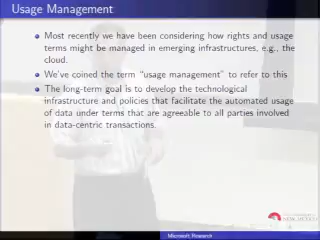 Usage Management
Most recently we have been considering how rights and usage
terms might be managed in emerging infrastructures, e.g., the
cloud.
We've coined the term "usage management" to refer to this
The long-term goal is to develop the technological
infrastructure and policies that facilitate the automated usage
of data under terms that are agreeable to all parties involved
in data-centric transactions.
NEW MEXICO
Microsoft Research